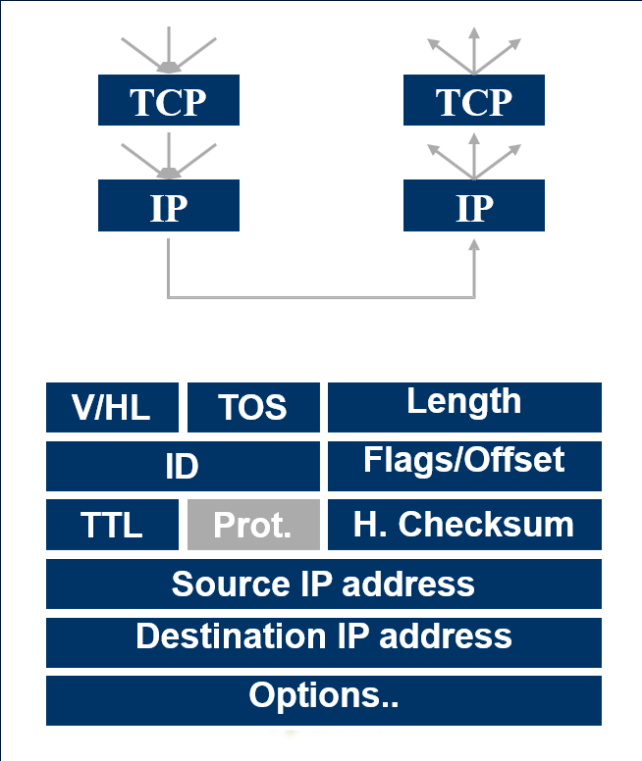 TCP TCP
IP IP
V/HL TOS Length
ID Flags/Offset
TTL Prot. H. Checksum
Source IP address
Destination IP address
Options..